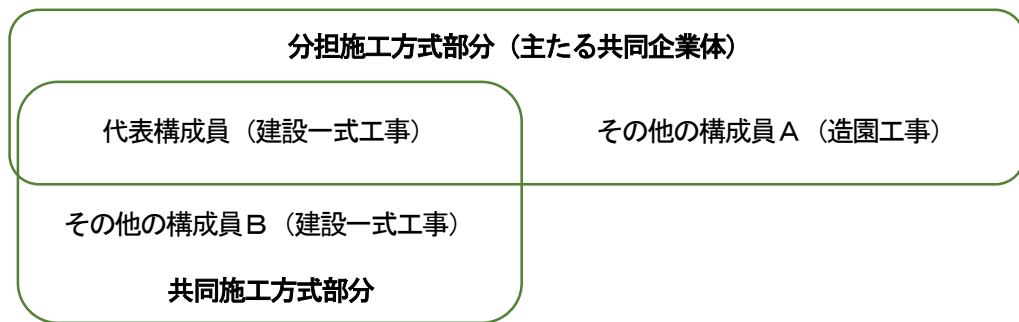 分担施工方式部分（主たる共同企業体）
代表構成員（建設一式工事）
その他の構成員Ａ（造園工事）
その他の構成員Ｂ（建設一式工事）
共同施工方式部分